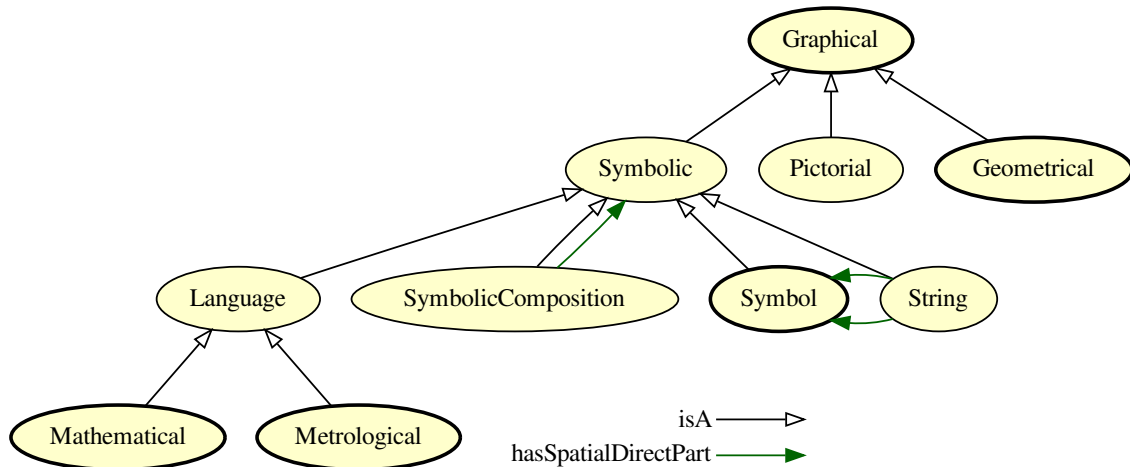 Graphical
Symbolic
Pictorial
Geometrical
Language
SymbolicComposition
Symbol
String
Mathematical
Metrological
isA
hasSpatialDirectPart